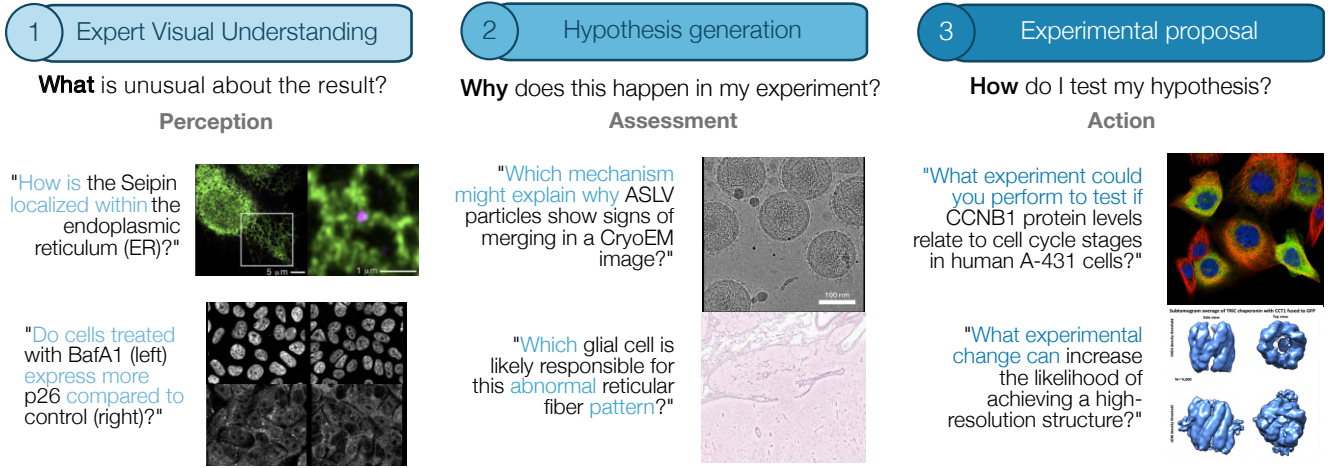 1 Expert Visual Understanding
What is unusual about the result?
Perception
"How is the Seipin
localized within the
endoplasmic
reticulum (ER)?"
5 μm
1 μm
"Do cells treated
with BafA1 (left)
express more
p26 compared to
control (right)?"
2 Hypothesis generation
Why does this happen in my experiment?
Assessment
"Which mechanism
might explain why ASLV
particles show signs of
merging in a CryoEM
image?"
100 nm
"Which glial cell is
likely responsible for
this abnormal reticular
fiber pattern?"
3 Experimental proposal
How do I test my hypothesis?
Action
"What experiment could
you perform to test if
CCNB1 protein levels
relate to cell cycle stages
in human A-431 cells?"
"What experimental
change can increase
the likelihood of
achieving a high-
resolution structure?"
Subtomogram average of TRiC chaperonin with CCT1 fused to GFP
Side view
Top view